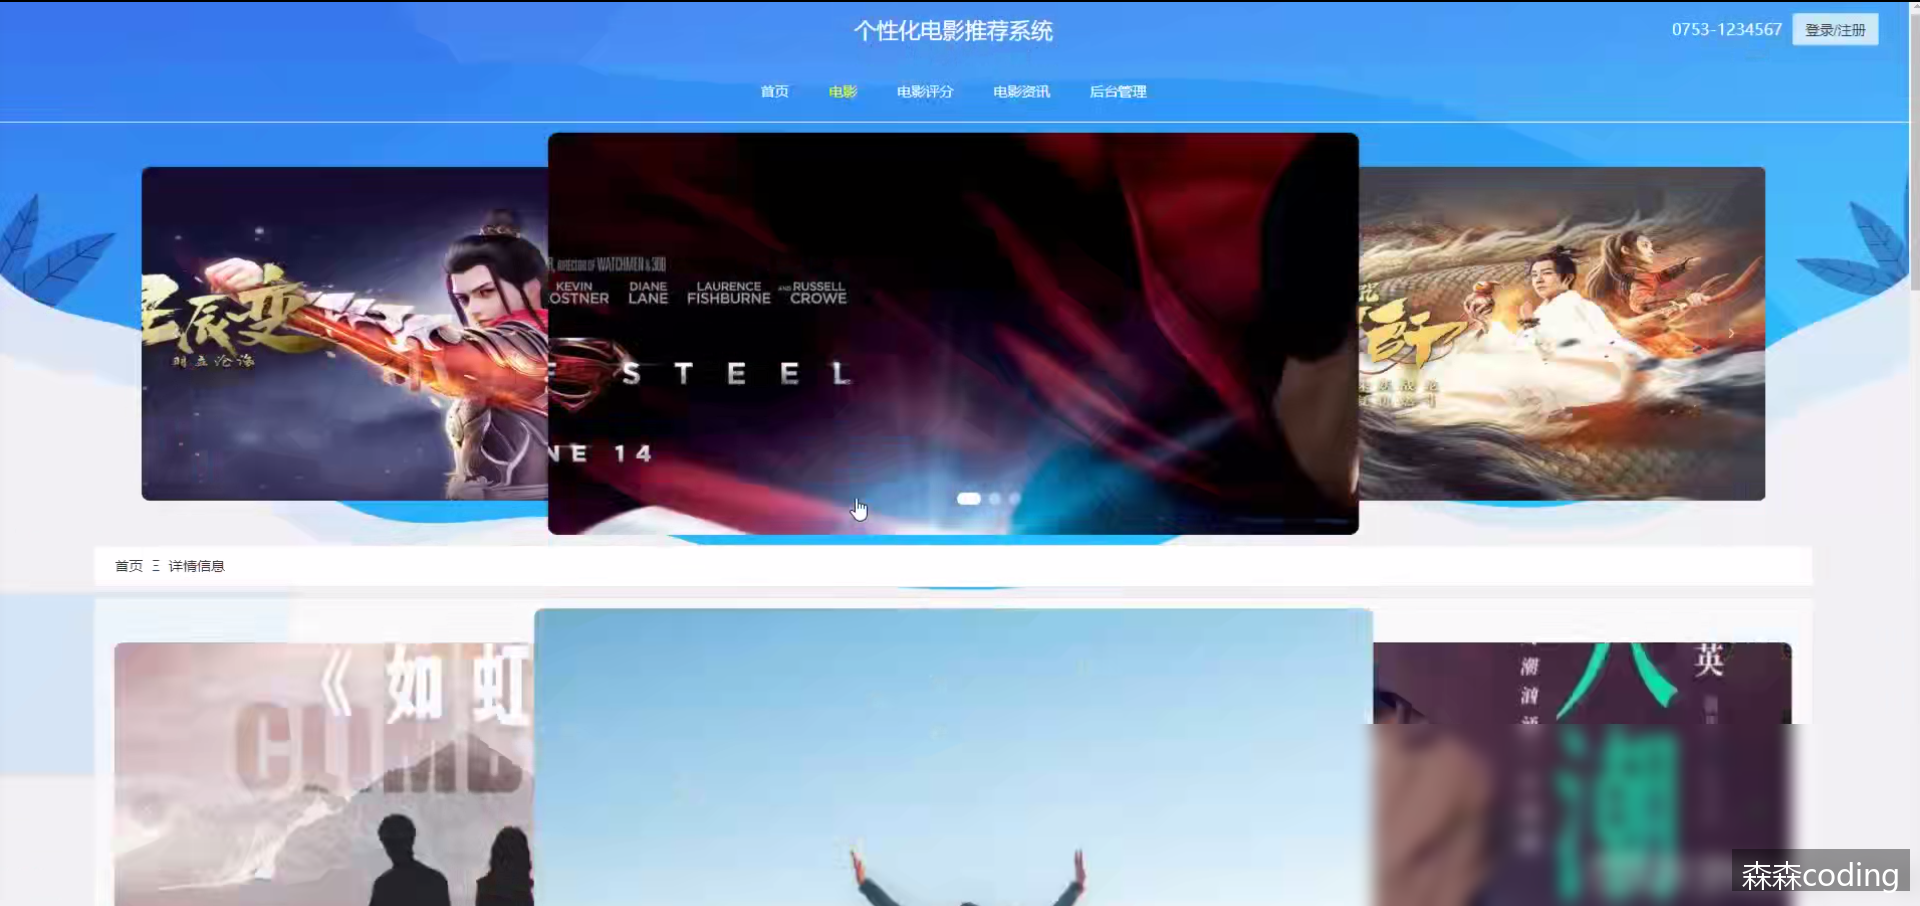 个性化电影推荐系统
0753-1234567
登录/注册
首页
电影
电影评分
电影资讯
后台管理
辰变
DIRECTOR OF WATCHMEN & 300
KEVIN
OSTNER
DIANE
LANE
LAURENCE
FISHBURNE
AND RUSSELL
CROWE
STEEL
NE 14
首页 Ξ 详情信息
《如虹
CLIMB
潮
英
潮
森森coding